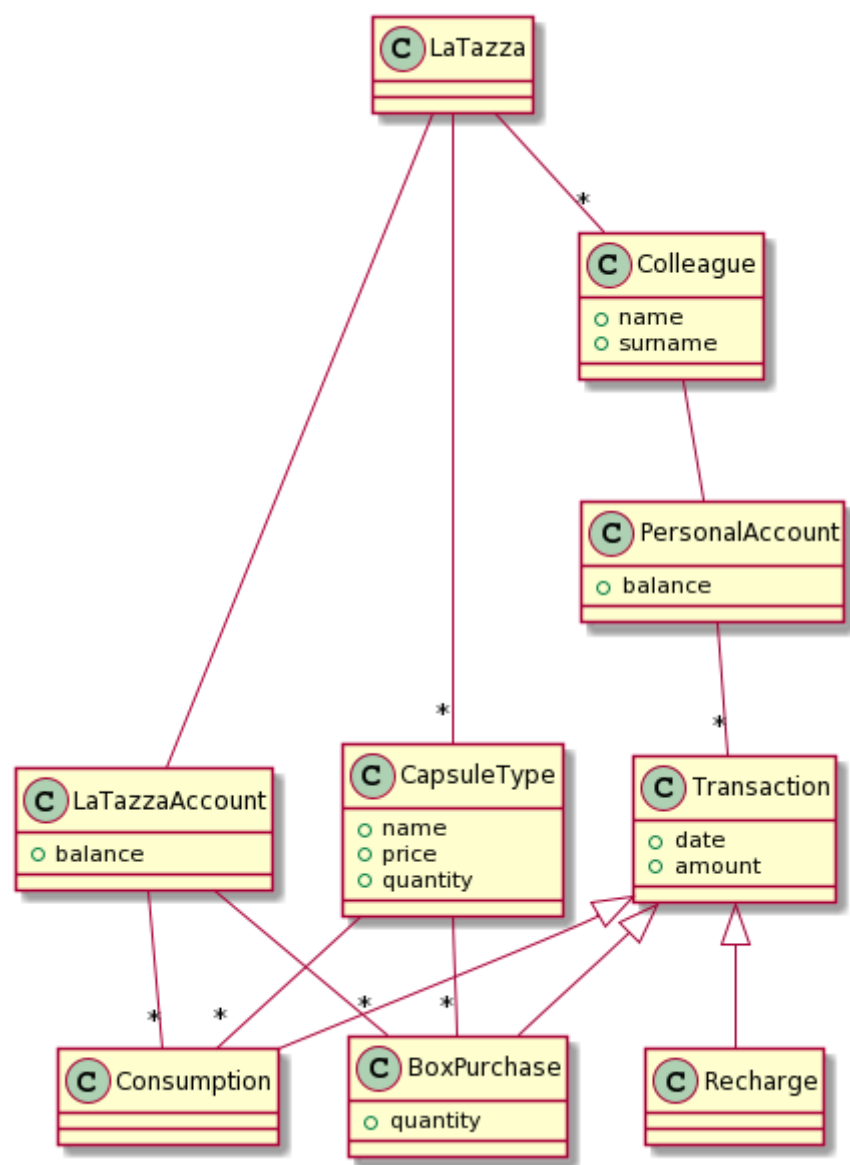 C LaTazza
*
C Colleague
name
surname
C PersonalAccount
balance
*
*
C LaTazzaAccount
balance
C CapsuleType
name
price
quantity
C Transaction
date
amount
*
*
*
*
C Consumption
C BoxPurchase
quantity
C Recharge